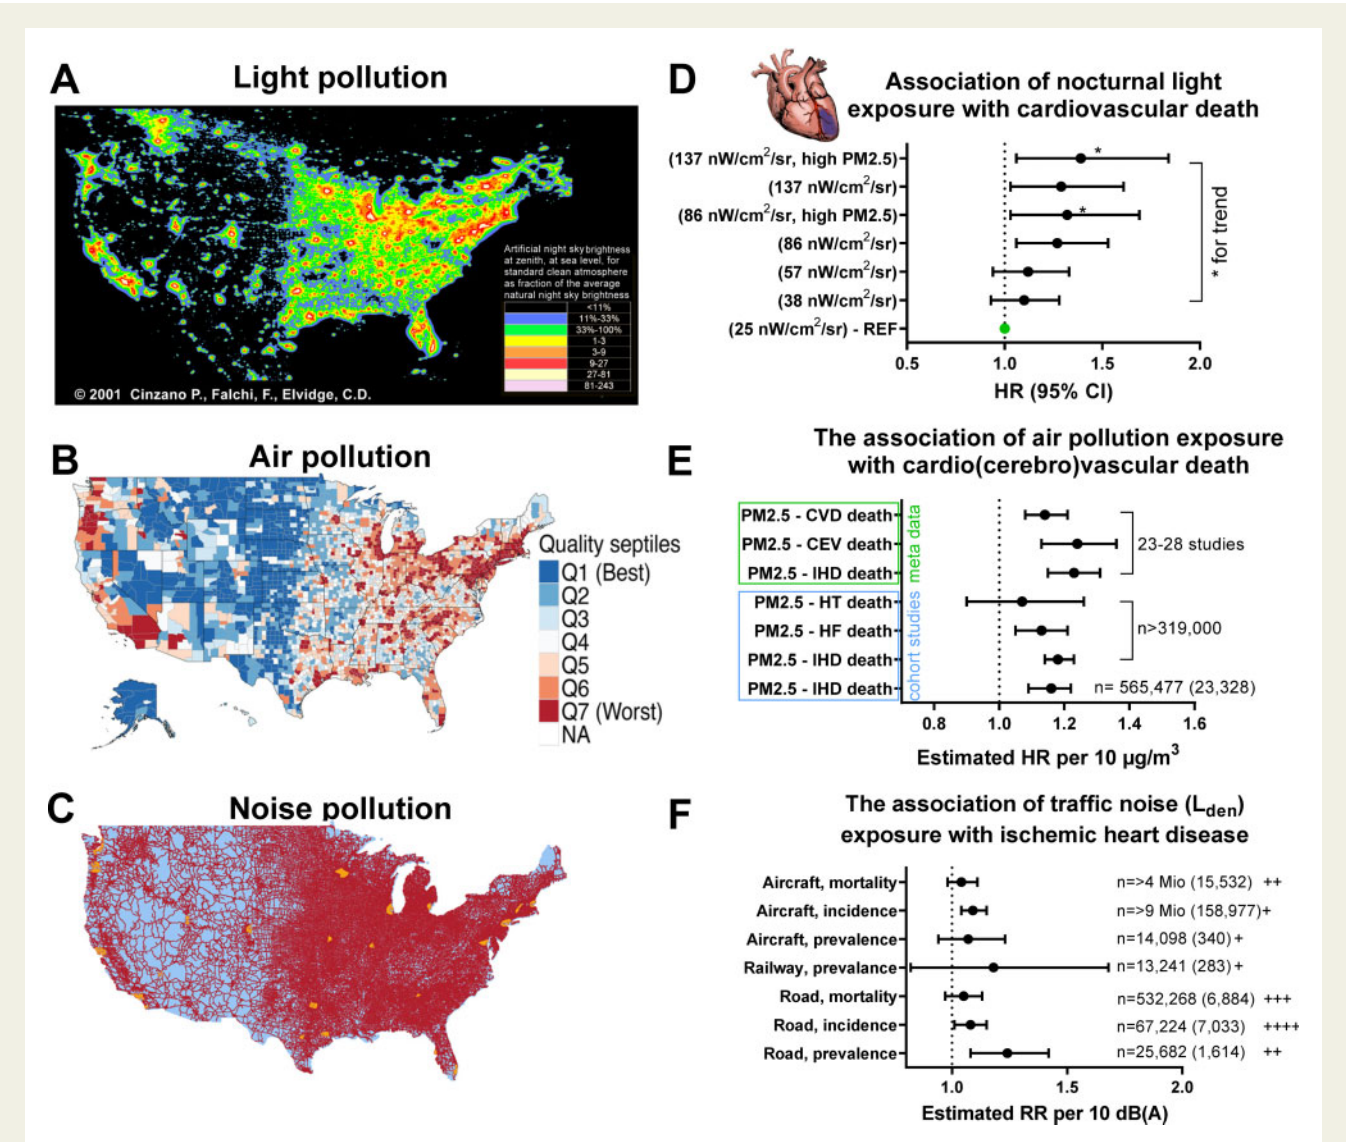 A
Light pollution
Artificial night sky brightness
at zenith, at sea level, for
standard clean atmosphere
as fraction of the average
natural night sky brightness
<11%
11%-33%
33%-100%
1-3
3-9
9-27
27-81
81-243
© 2001 Cinzano P., Falchi, F., Elvidge, C.D.
B
Air pollution
Quality septiles
Q1 (Best)
Q2
Q3
Q4
Q5
Q6
Q7 (Worst)
NA
C
Noise pollution
D
Association of nocturnal light
exposure with cardiovascular death
(137 nW/cm²/sr, high PM2.5)
*
(137 nW/cm²/sr)
(86 nW/cm²/sr, high PM2.5)
*
(86 nW/cm²/sr)
(57 nW/cm²/sr)
(38 nW/cm²/sr)
(25 nW/cm²/sr) - REF
* for trend
0.5 1.0 1.5 2.0
HR (95% CI)
E
The association of air pollution exposure
with cardio(cerebro)vascular death
PM2.5 - CVD death
PM2.5 - CEV death
PM2.5 - IHD death
meta data
23-28 studies
PM2.5 - HT death
PM2.5 - HF death
PM2.5 - IHD death
PM2.5 - IHD death
cohort studies
n>319,000
n= 565,477 (23,328)
0.8 1.0 1.2 1.4 1.6
Estimated HR per 10 µg/m³
F
The association of traffic noise (Lden)
exposure with ischemic heart disease
Aircraft, mortality n=>4 Mio (15,532) ++
Aircraft, incidence n=>9 Mio (158,977)+
Aircraft, prevalence n=14,098 (340) +
Railway, prevalance n=13,241 (283) +
Road, mortality n=532,268 (6,884) +++
Road, incidence n=67,224 (7,033) ++++
Road, prevalence n=25,682 (1,614) ++
1.0 1.5 2.0
Estimated RR per 10 dB(A)